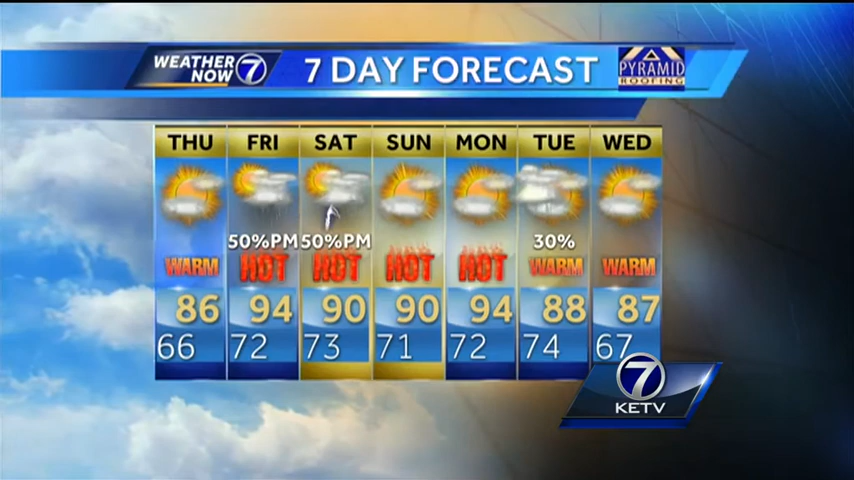 WEATHER
NOW 7
7 DAY FORECAST
PYRAMID
ROOFING
THU FRI SAT SUN MON TUE WED
50%PM 50%PM 30%
WARM HOT HOT HOT HOT WARM WARM
86 94 90 90 94 88 87
66 72 73 71 72 74 67
7
KETV